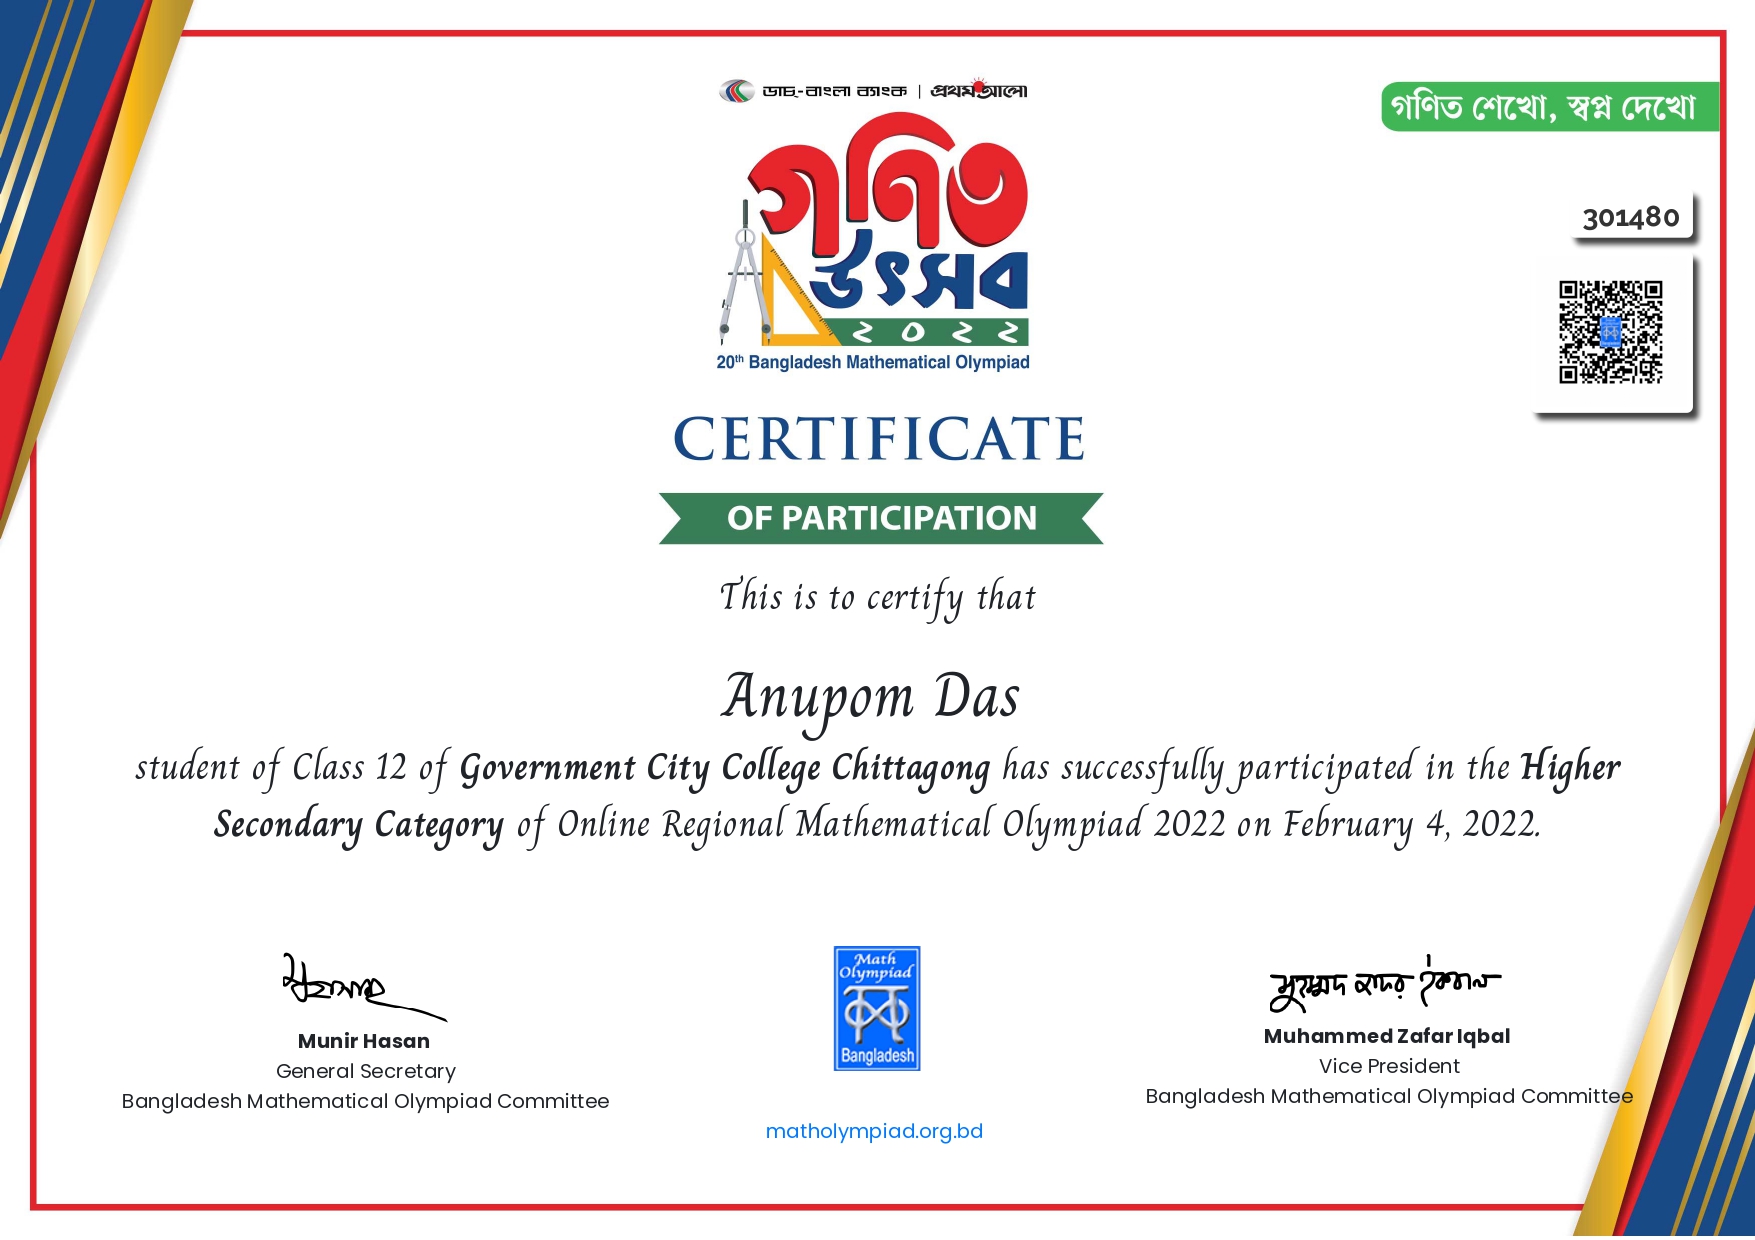 ডাচ্-বাংলা ব্যাংক | প্রথম আলো
গণিত শেখো, স্বপ্ন দেখো
গণিত
উৎসব
২০২২
20th Bangladesh Mathematical Olympiad
301480
CERTIFICATE
OF PARTICIPATION
This is to certify that
Anupom Das
student of Class 12 of Government City College Chittagong has successfully participated in the Higher
Secondary Category of Online Regional Mathematical Olympiad 2022 on February 4, 2022.
মুহম্মদ জাফর ইকবাল
Munir Hasan
General Secretary
Bangladesh Mathematical Olympiad Committee
Math
Olympiad
Bangladesh
matholympiad.org.bd
Muhammed Zafar Iqbal
Vice President
Bangladesh Mathematical Olympiad Committee